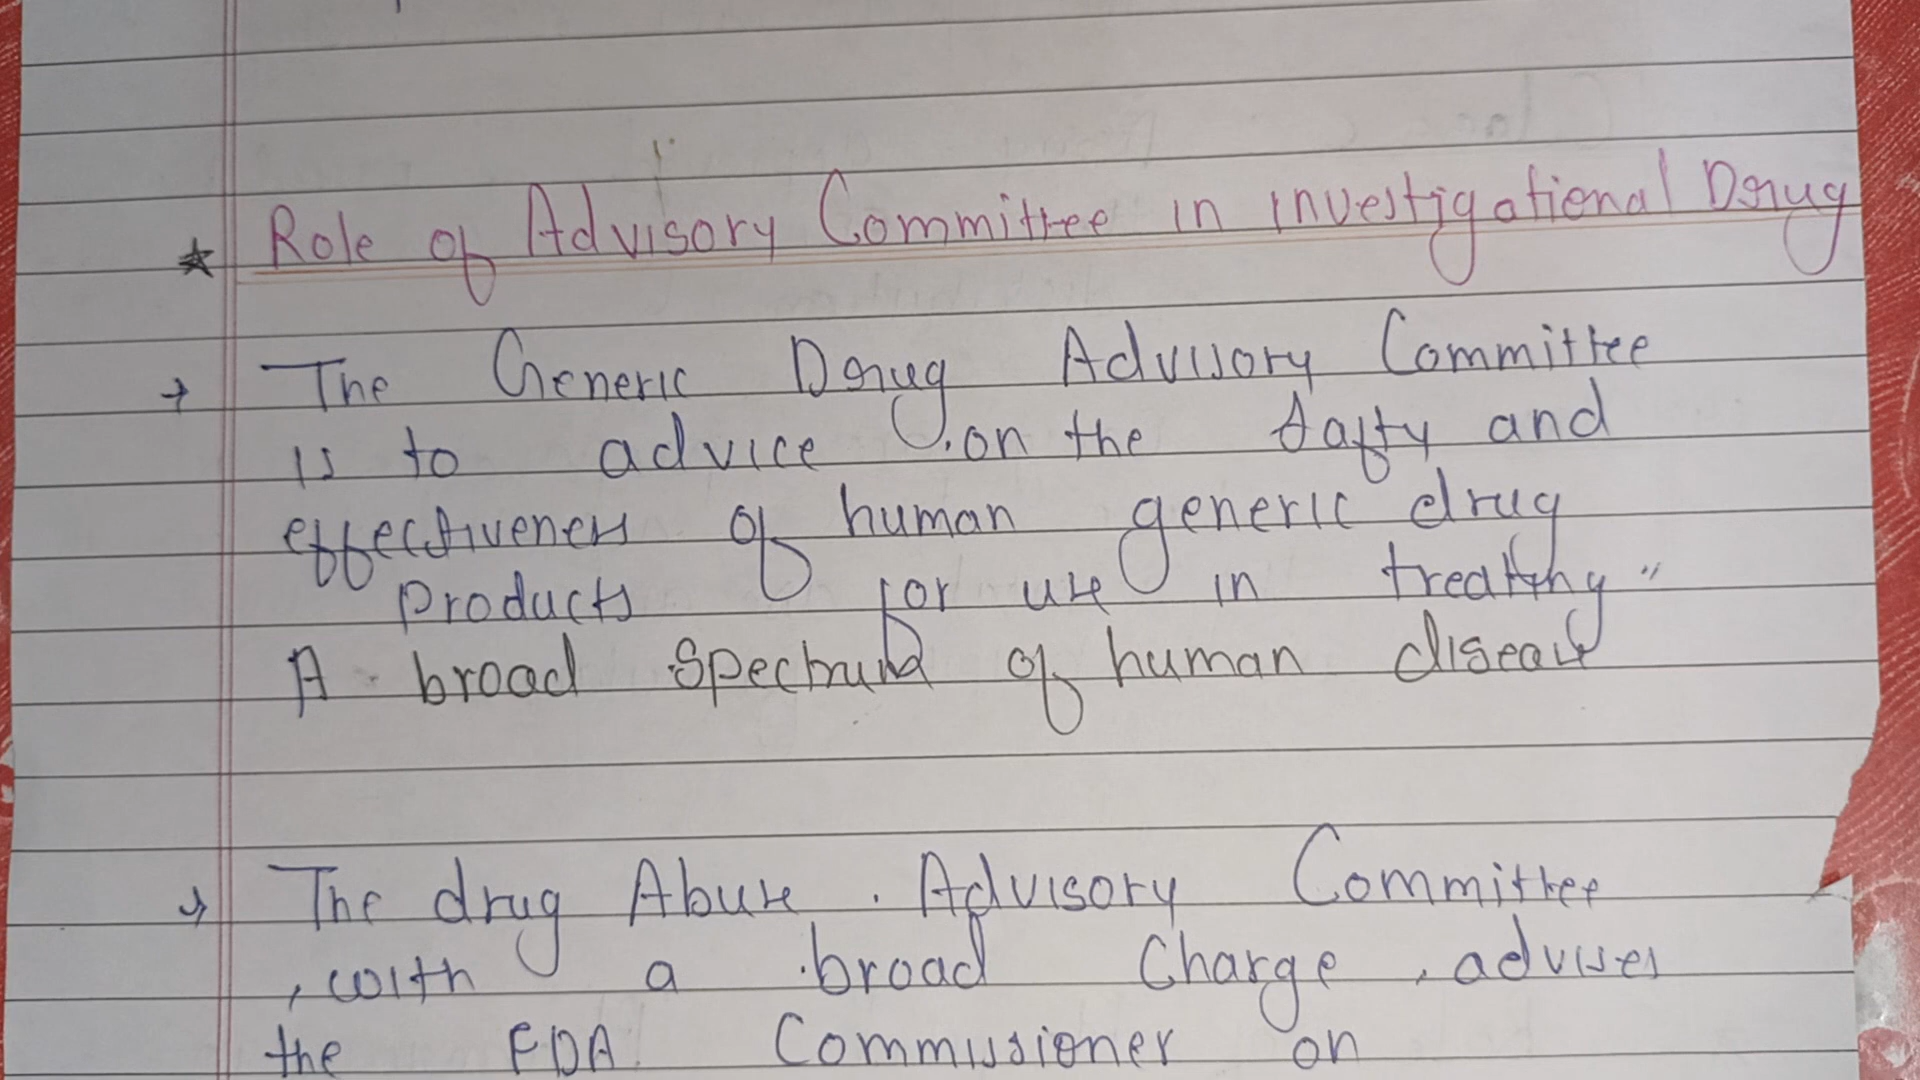 ★ Role of Advisory Committee in investigational Drug
→ The Generic Drug Advisory Committee
is to advice on the safty and
effectiveness of human generic drug
products for use in treating
A broad Spectrum of human disease
→ The drug Abuse Advisory Committee
, with a broad Charge, advises
the FDA Commissioner on